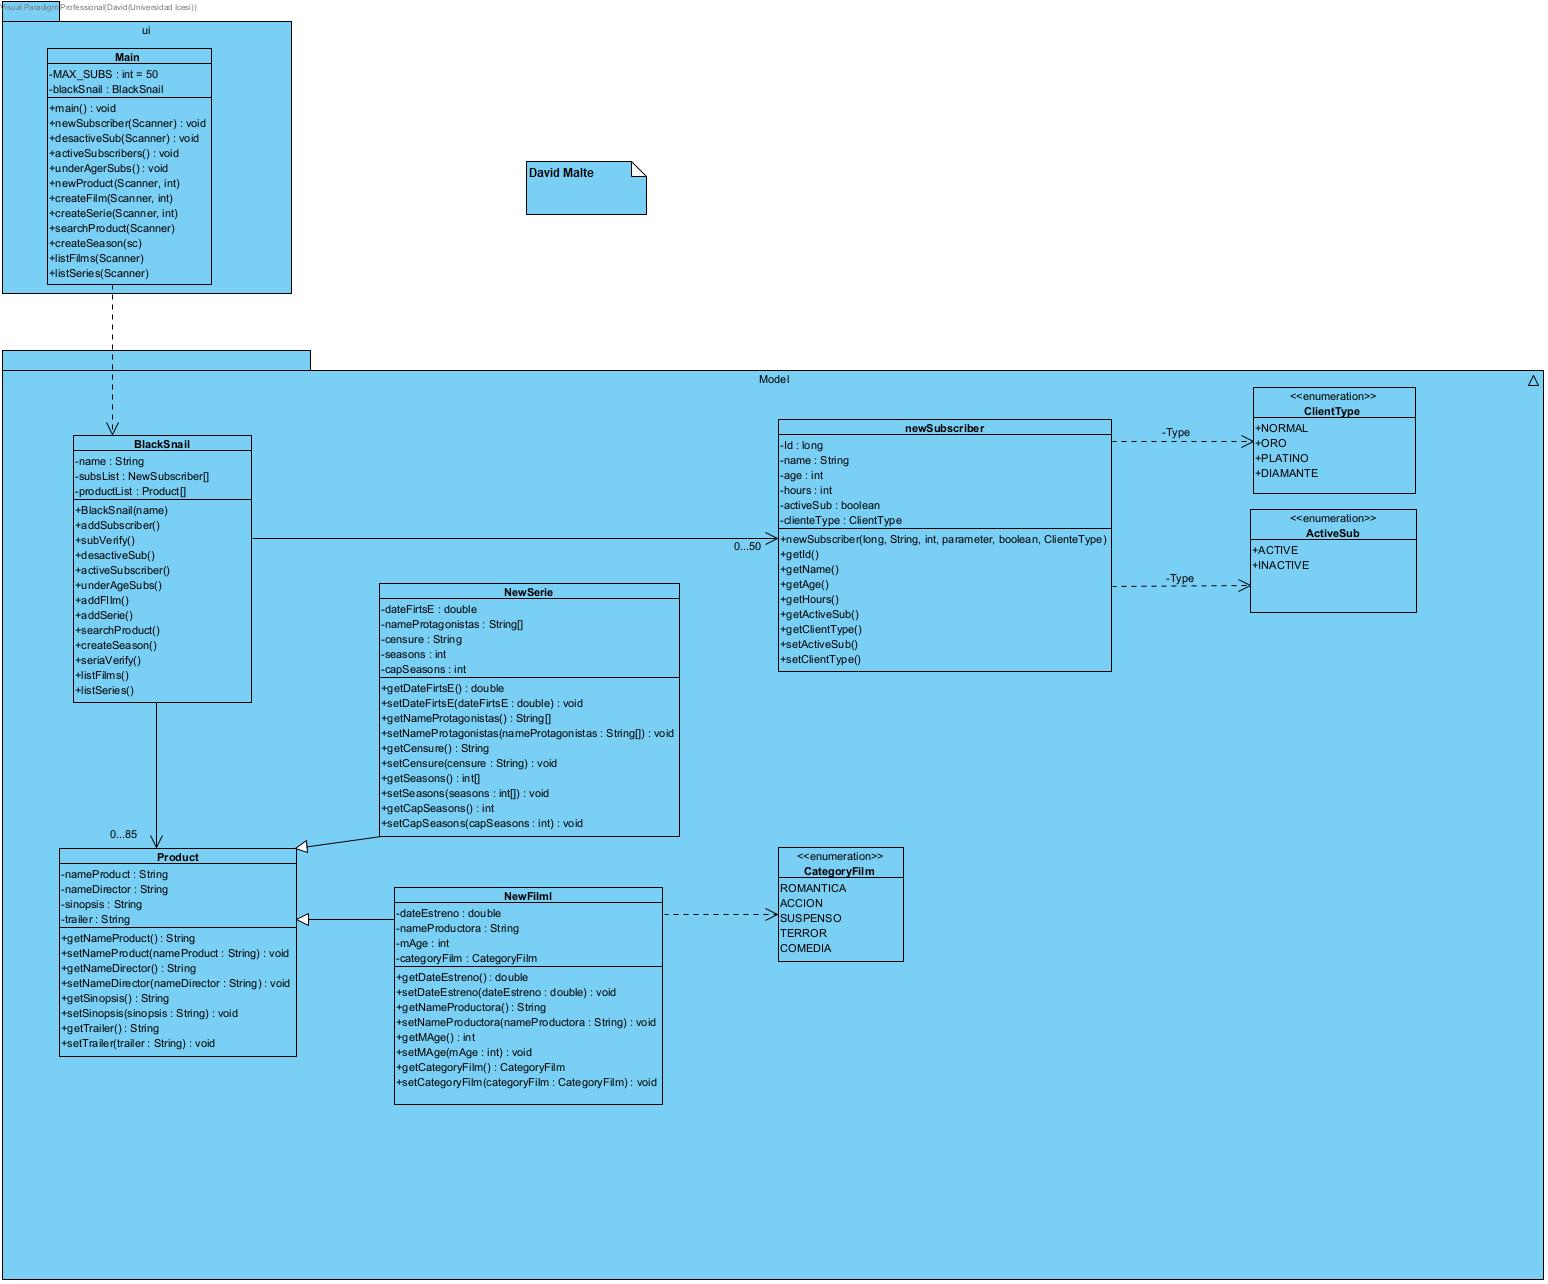 Visual Paradigm Professional(David(Universidad Icesi))
ui
Main
-MAX_SUBS : int = 50
-blackSnail : BlackSnail
+main() : void
+newSubscriber(Scanner) : void
+desactiveSub(Scanner) : void
+activeSubscribers() : void
+underAgerSubs() : void
+newProduct(Scanner, int)
+createFilm(Scanner, int)
+createSerie(Scanner, int)
+searchProduct(Scanner)
+createSeason(sc)
+listFilms(Scanner)
+listSeries(Scanner)
David Malte
Model
BlackSnail
-name : String
-subsList : NewSubscriber[]
-productList : Product[]
+BlackSnail(name)
+addSubscriber()
+subVerify()
+desactiveSub()
+activeSubscriber()
+underAgeSubs()
+addFIlm()
+addSerie()
+searchProduct()
+createSeason()
+seriaVerify()
+listFilms()
+listSeries()
0...50
newSubscriber
-Id : long
-name : String
-age : int
-hours : int
-activeSub : boolean
-clienteType : ClientType
+newSubscriber(long, String, int, parameter, boolean, ClienteType)
+getId()
+getName()
+getAge()
+getHours()
+getActiveSub()
+getClientType()
+setActiveSub()
+setClientType()
-Type
<<enumeration>>
ClientType
+NORMAL
+ORO
+PLATINO
+DIAMANTE
-Type
<<enumeration>>
ActiveSub
+ACTIVE
+INACTIVE
NewSerie
-dateFirtsE : double
-nameProtagonistas : String[]
-censure : String
-seasons : int
-capSeasons : int
+getDateFirtsE() : double
+setDateFirtsE(dateFirtsE : double) : void
+getNameProtagonistas() : String[]
+setNameProtagonistas(nameProtagonistas : String[]) : void
+getCensure() : String
+setCensure(censure : String) : void
+getSeasons() : int[]
+setSeasons(seasons : int[]) : void
+getCapSeasons() : int
+setCapSeasons(capSeasons : int) : void
0...85
Product
-nameProduct : String
-nameDirector : String
-sinopsis : String
-trailer : String
+getNameProduct() : String
+setNameProduct(nameProduct : String) : void
+getNameDirector() : String
+setNameDirector(nameDirector : String) : void
+getSinopsis() : String
+setSinopsis(sinopsis : String) : void
+getTrailer() : String
+setTrailer(trailer : String) : void
NewFilml
-dateEstreno : double
-nameProductora : String
-mAge : int
-categoryFilm : CategoryFilm
+getDateEstreno() : double
+setDateEstreno(dateEstreno : double) : void
+getNameProductora() : String
+setNameProductora(nameProductora : String) : void
+getMAge() : int
+setMAge(mAge : int) : void
+getCategoryFilm() : CategoryFilm
+setCategoryFilm(categoryFilm : CategoryFilm) : void
<<enumeration>>
CategoryFilm
ROMANTICA
ACCION
SUSPENSO
TERROR
COMEDIA